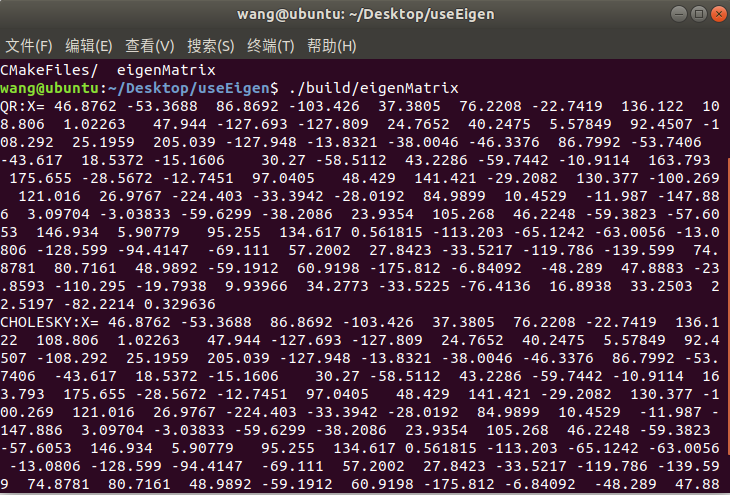 wang@ubuntu: ~/Desktop/useEigen
文件(F) 编辑(E) 查看(V) 搜索(S) 终端(T) 帮助(H)
CMakeFiles/  eigenMatrix
wang@ubuntu:~/Desktop/useEigen$ ./build/eigenMatrix
QR:X= 46.8762 -53.3688  86.8692 -103.426  37.3805  76.2208 -22.7419  136.122  10
8.806  1.02263   47.944 -127.693 -127.809  24.7652  40.2475  5.57849  92.4507 -1
08.292  25.1959  205.039 -127.948 -13.8321 -38.0046 -46.3376  86.7992 -53.7406
-43.617  18.5372 -15.1606    30.27 -58.5112  43.2286 -59.7442 -10.9114  163.793
 175.655 -28.5672 -12.7451  97.0405   48.429  141.421 -29.2082  130.377 -100.269
  121.016  26.9767 -224.403 -33.3942 -28.0192  84.9899  10.4529  -11.987 -147.88
6  3.09704 -3.03833 -59.6299 -38.2086  23.9354  105.268  46.2248 -59.3823 -57.60
53  146.934  5.90779   95.255  134.617 0.561815 -113.203 -65.1242 -63.0056 -13.0
806 -128.599 -94.4147  -69.111  57.2002  27.8423 -33.5217 -119.786 -139.599  74.
8781  80.7161  48.9892 -59.1912  60.9198 -175.812 -6.84092  -48.289  47.8883 -23
.8593 -110.295 -19.7938  9.93966  34.2773 -33.5225 -76.4136  16.8938  33.2503  2
2.5197 -82.2214 0.329636
CHOLESKY:X= 46.8762 -53.3688  86.8692 -103.426  37.3805  76.2208 -22.7419  136.1
22  108.806  1.02263   47.944 -127.693 -127.809  24.7652  40.2475  5.57849  92.4
507 -108.292  25.1959  205.039 -127.948 -13.8321 -38.0046 -46.3376  86.7992 -53.
7406  -43.617  18.5372 -15.1606    30.27 -58.5112  43.2286 -59.7442 -10.9114  16
3.793  175.655 -28.5672 -12.7451  97.0405   48.429  141.421 -29.2082  130.377 -1
00.269  121.016  26.9767 -224.403 -33.3942 -28.0192  84.9899  10.4529  -11.987 -
147.886  3.09704 -3.03833 -59.6299 -38.2086  23.9354  105.268  46.2248 -59.3823
-57.6053  146.934  5.90779   95.255  134.617 0.561815 -113.203 -65.1242 -63.0056
 -13.0806 -128.599 -94.4147  -69.111  57.2002  27.8423 -33.5217 -119.786 -139.59
9  74.8781  80.7161  48.9892 -59.1912  60.9198 -175.812 -6.84092  -48.289  47.88